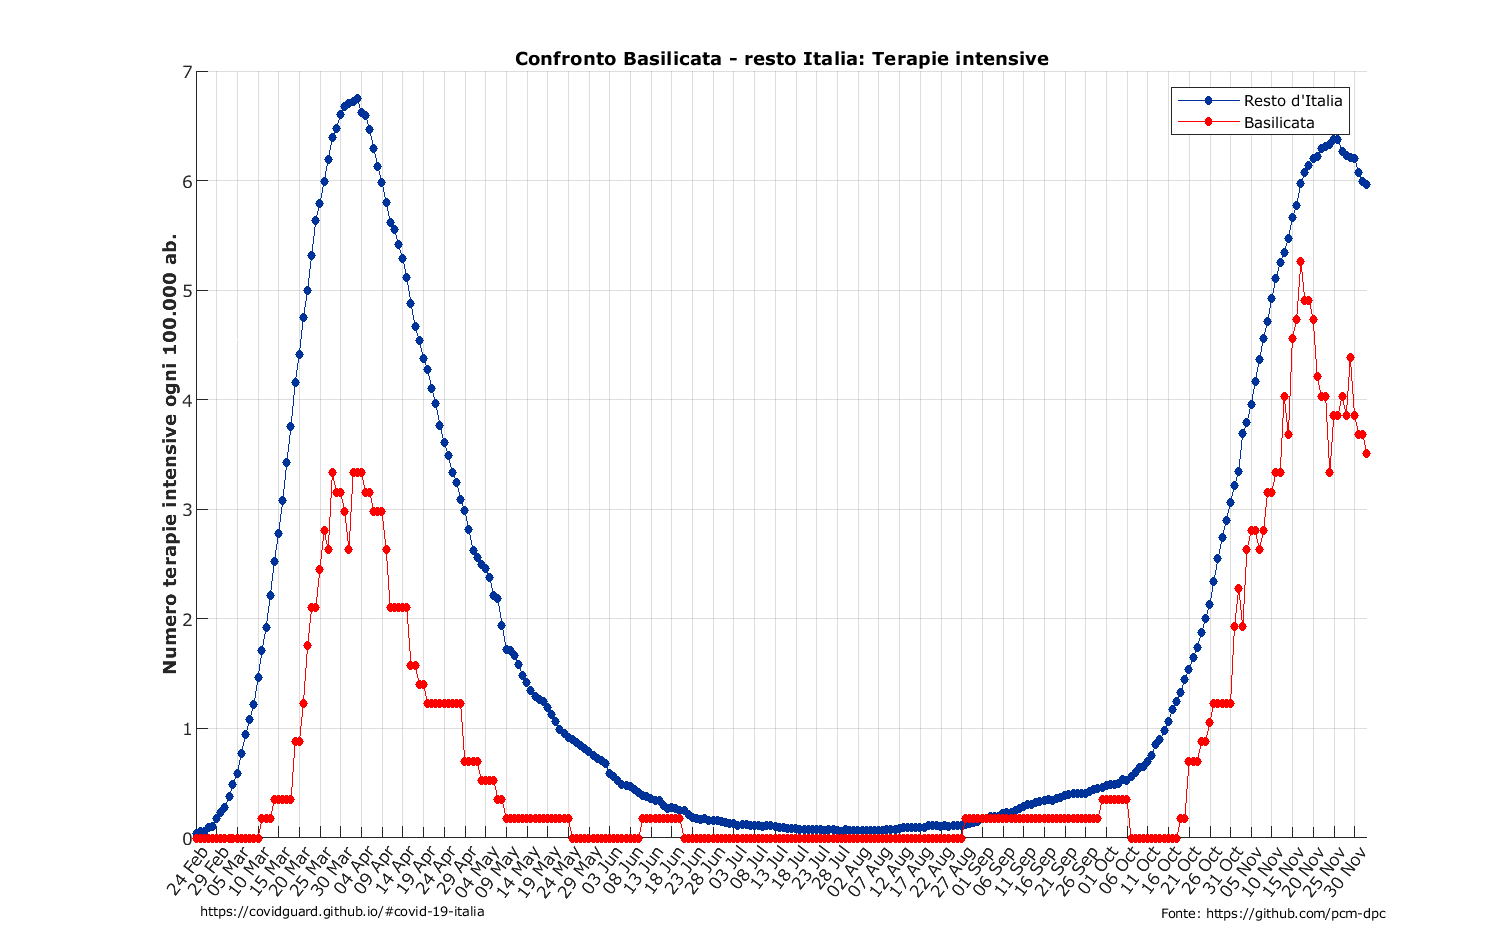 Confronto Basilicata - resto Italia: Terapie intensive
Resto d'Italia
Basilicata
Numero terapie intensive ogni 100.000 ab.
7
6
5
4
3
2
1
0
24 Feb
29 Feb
05 Mar
10 Mar
15 Mar
20 Mar
25 Mar
30 Mar
04 Apr
09 Apr
14 Apr
19 Apr
24 Apr
29 Apr
04 May
09 May
14 May
19 May
24 May
29 May
03 Jun
08 Jun
13 Jun
18 Jun
23 Jun
28 Jun
03 Jul
08 Jul
13 Jul
18 Jul
23 Jul
28 Jul
02 Aug
07 Aug
12 Aug
17 Aug
22 Aug
27 Aug
01 Sep
06 Sep
11 Sep
16 Sep
21 Sep
26 Sep
01 Oct
06 Oct
11 Oct
16 Oct
21 Oct
26 Oct
31 Oct
05 Nov
10 Nov
15 Nov
20 Nov
25 Nov
30 Nov
https://covidguard.github.io/#covid-19-italia
Fonte: https://github.com/pcm-dpc